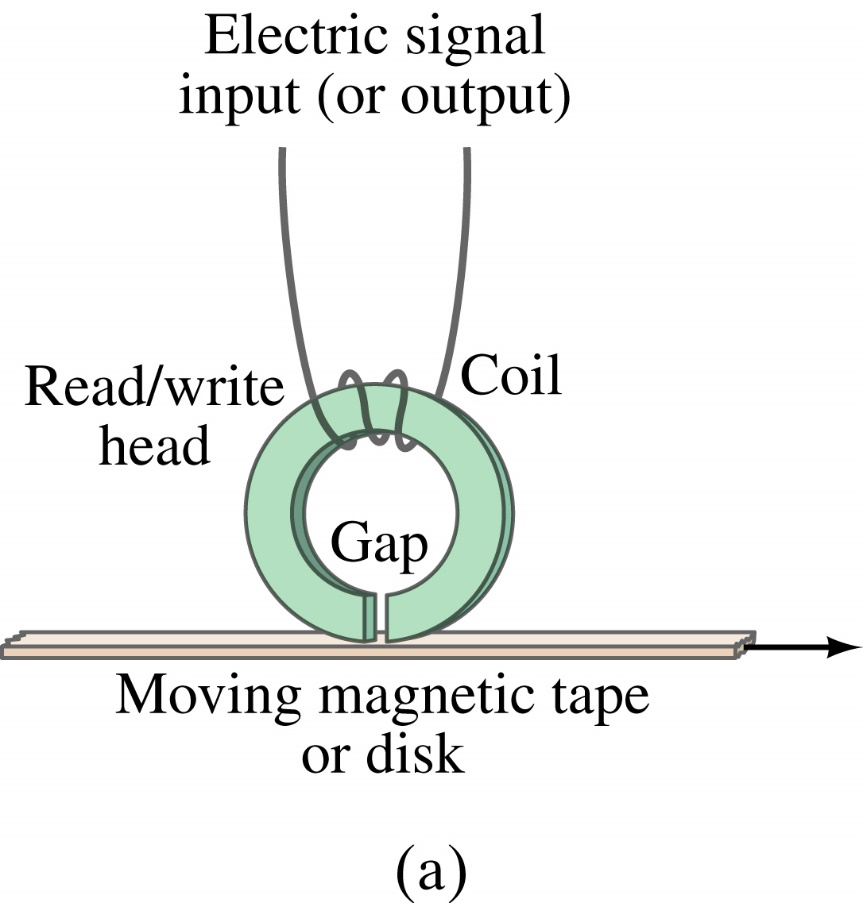 Electric signal
input (or output)
Read/write
head
Coil
Gap
Moving magnetic tape
or disk
(a)